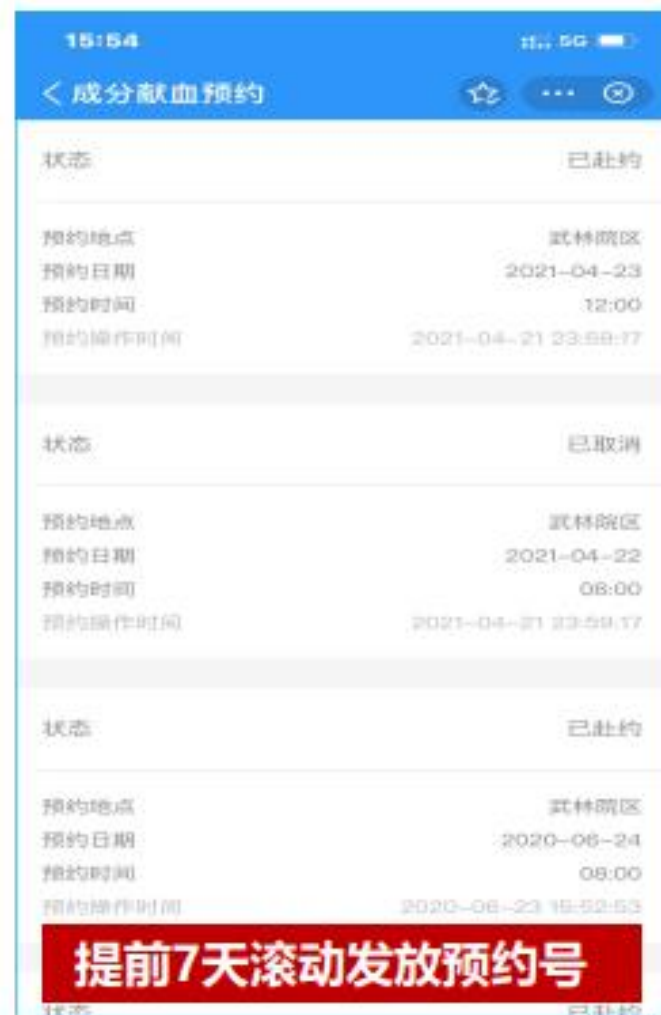 15:54 5G
成分献血预约
状态 已赴约
预约地点 武林院区
预约日期 2021-04-23
预约时间 12:00
预约操作时间 2021-04-21 23:59:17
状态 已取消
预约地点 武林院区
预约日期 2021-04-22
预约时间 08:00
预约操作时间 2021-04-21 23:59:17
状态 已赴约
预约地点 武林院区
预约日期 2020-06-24
预约时间 08:00
预约操作时间 2020-06-23 15:52:53
提前7天滚动发放预约号
状态 已赴约